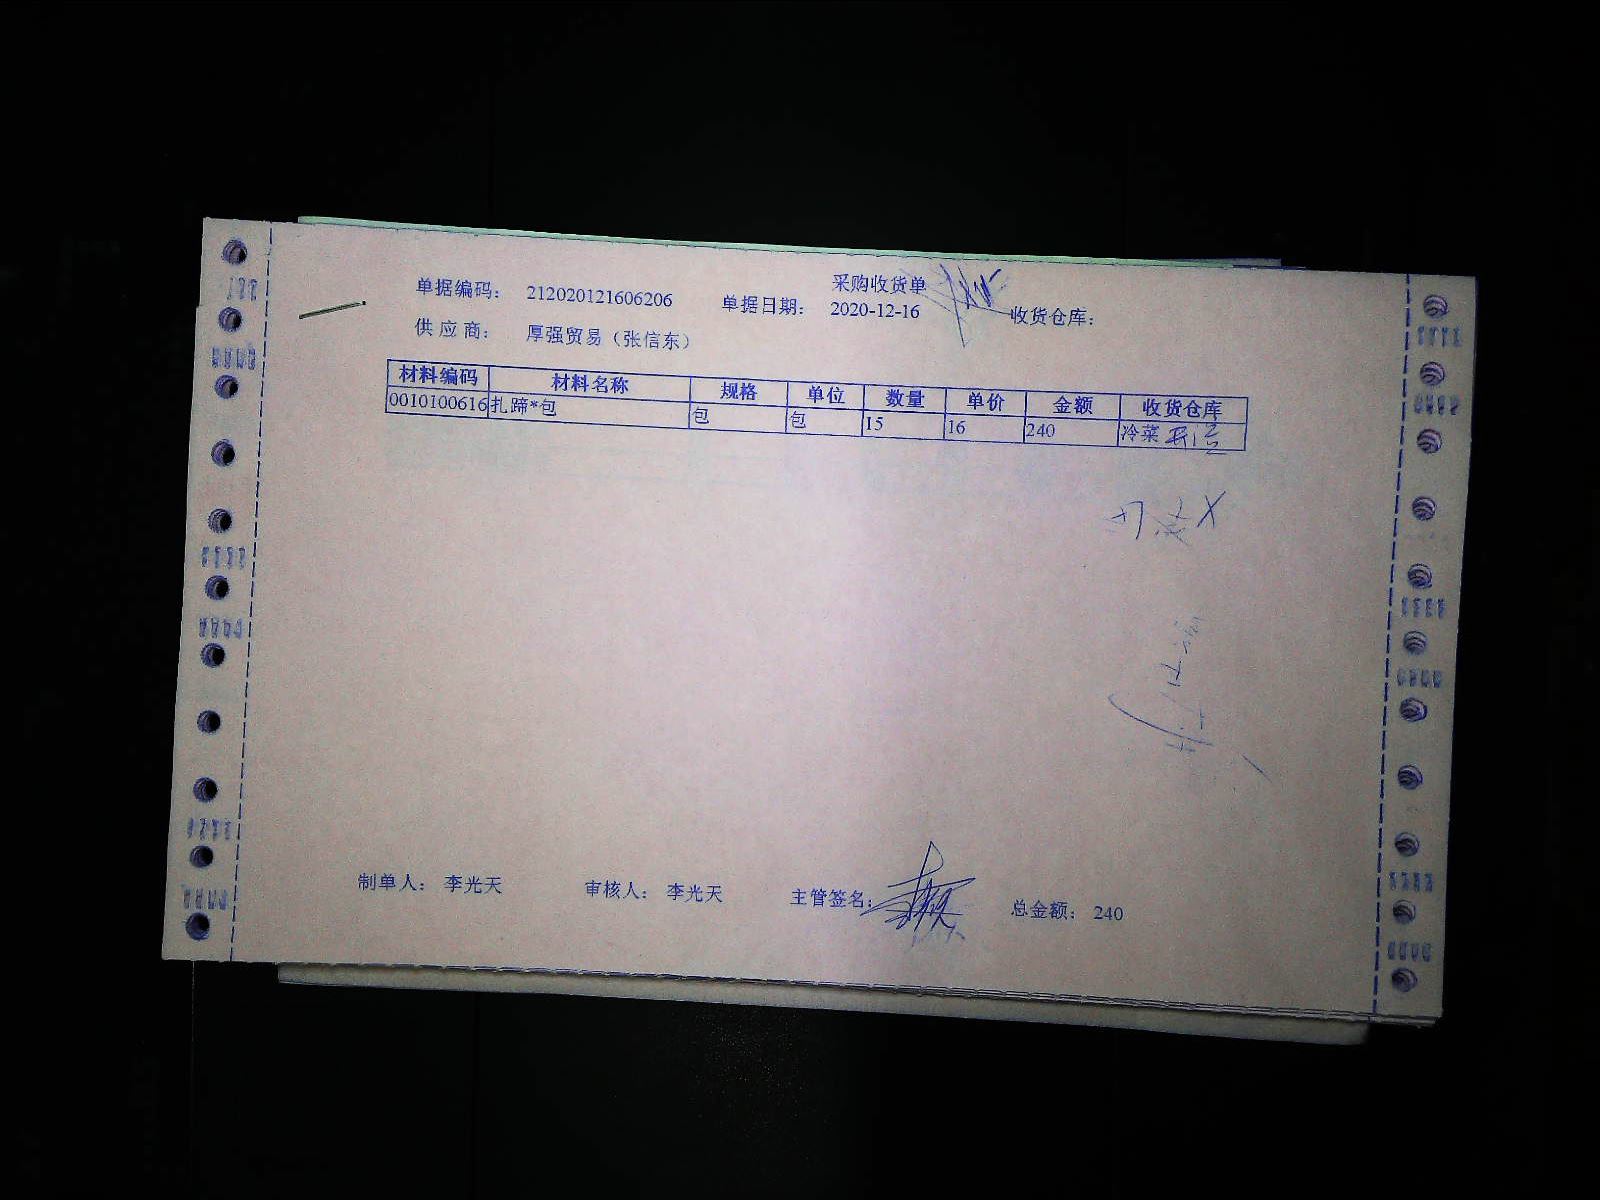 采购收货单
单据编码： 212020121606206 单据日期： 2020-12-16 收货仓库：
供应商： 厚强贸易（张信东）
材料编码 材料名称 规格 单位 数量 单价 金额 收货仓库
0010100616 扎蹄*包 包 包 15 16 240 冷菜
制单人： 李光天 审核人： 李光天 主管签名： 总金额： 240